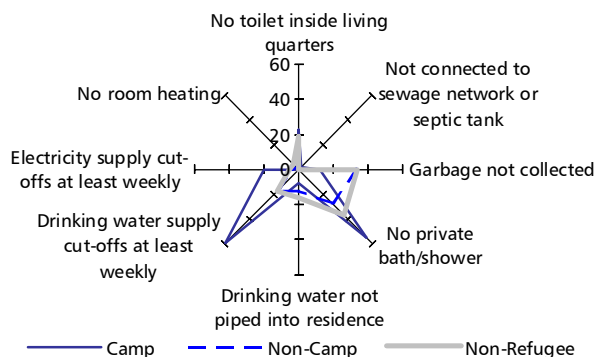 No toilet inside living
quarters
60
40
20
0
Not connected to
sewage network or
septic tank
No room heating
Garbage not collected
Electricity supply cut-
offs at least weekly
Drinking water supply
cut-offs at least
weekly
No private
bath/shower
Drinking water not
piped into residence
Camp
Non-Camp
Non-Refugee